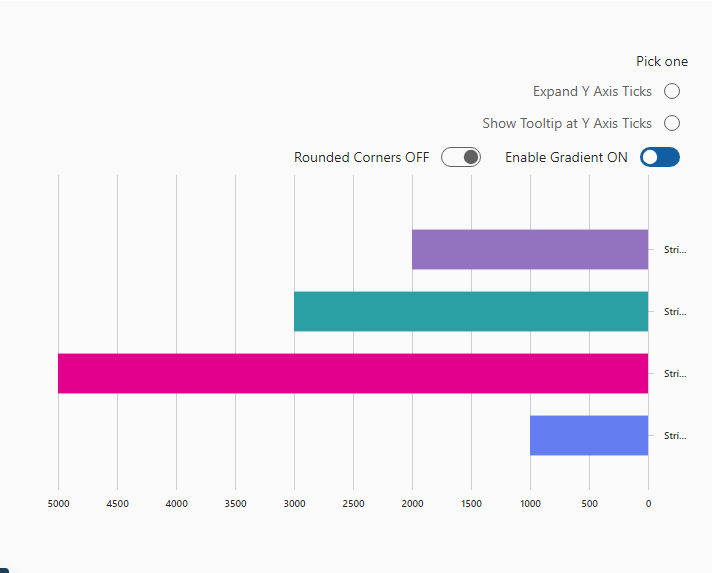 Pick one
Expand Y Axis Ticks
Show Tooltip at Y Axis Ticks
Rounded Corners OFF Enable Gradient ON
Stri...
Stri...
Stri...
Stri...
5000 4500 4000 3500 3000 2500 2000 1500 1000 500 0